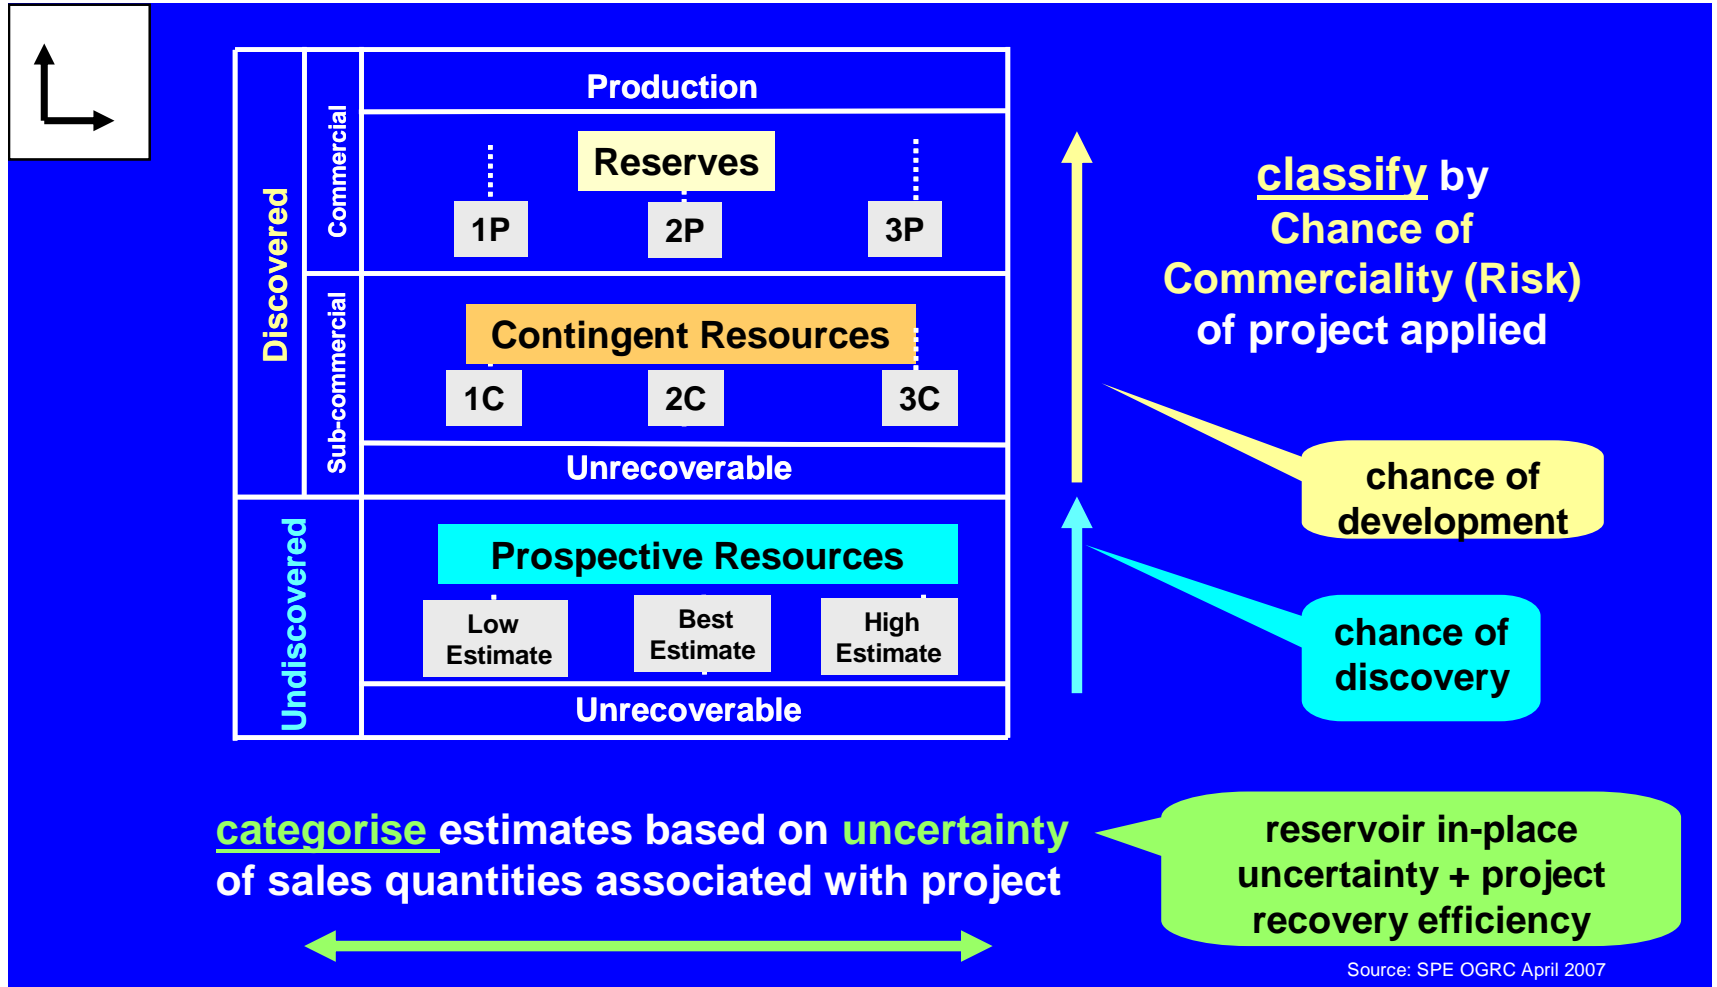 Production
Commercial
Reserves
1P
2P
3P
Discovered
Sub-commercial
Contingent Resources
1C
2C
3C
Unrecoverable
Undiscovered
Prospective Resources
Low
Estimate
Best
Estimate
High
Estimate
Unrecoverable
classify by
Chance of
Commerciality (Risk)
of project applied
chance of
development
chance of
discovery
categorise estimates based on uncertainty
of sales quantities associated with project
reservoir in-place
uncertainty + project
recovery efficiency
Source: SPE OGRC April 2007